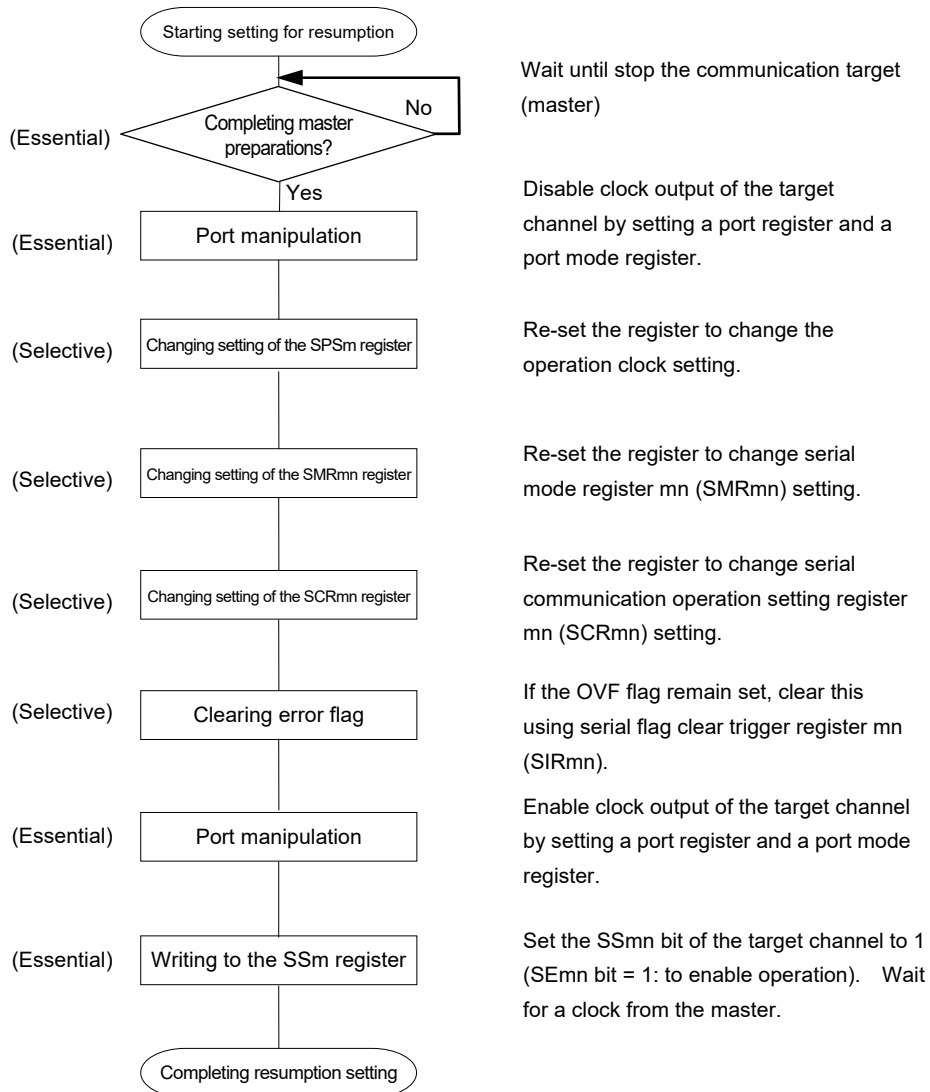 Starting setting for resumption
Wait until stop the communication target
(master)
No
(Essential)
Completing master
preparations?
Yes
Disable clock output of the target
channel by setting a port register and a
port mode register.
(Essential)
Port manipulation
Re-set the register to change the
operation clock setting.
(Selective)
Changing setting of the SPSm register
Re-set the register to change serial
mode register mn (SMRmn) setting.
(Selective)
Changing setting of the SMRmn register
Re-set the register to change serial
communication operation setting register
mn (SCRmn) setting.
(Selective)
Changing setting of the SCRmn register
If the OVF flag remain set, clear this
using serial flag clear trigger register mn
(SIRmn).
(Selective)
Clearing error flag
Enable clock output of the target channel
by setting a port register and a port mode
register.
(Essential)
Port manipulation
Set the SSmn bit of the target channel to 1
(SEmn bit = 1: to enable operation). Wait
for a clock from the master.
(Essential)
Writing to the SSm register
Completing resumption setting